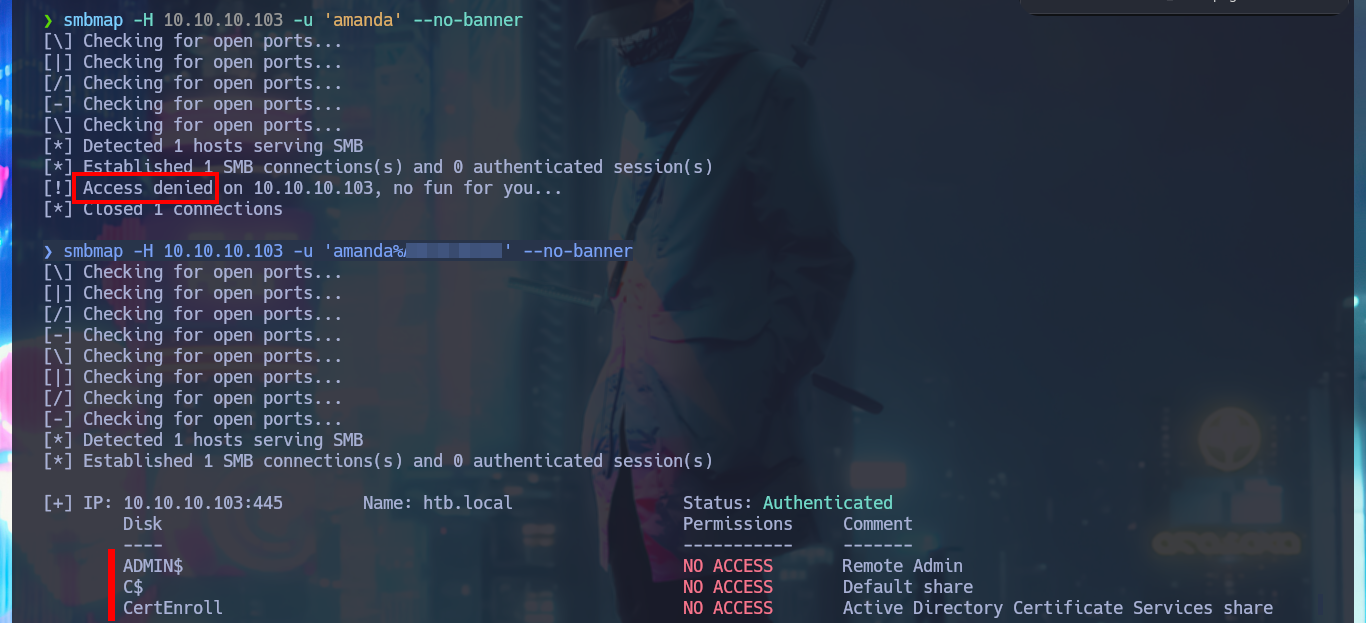 ❯ smbmap -H 10.10.10.103 -u 'amanda' --no-banner
[\] Checking for open ports...
[|] Checking for open ports...
[/] Checking for open ports...
[-] Checking for open ports...
[\] Checking for open ports...
[*] Detected 1 hosts serving SMB
[*] Established 1 SMB connections(s) and 0 authenticated session(s)
[!] Access denied on 10.10.10.103, no fun for you...
[*] Closed 1 connections
❯ smbmap -H 10.10.10.103 -u 'amanda%' --no-banner
[\] Checking for open ports...
[|] Checking for open ports...
[/] Checking for open ports...
[-] Checking for open ports...
[\] Checking for open ports...
[|] Checking for open ports...
[/] Checking for open ports...
[-] Checking for open ports...
[*] Detected 1 hosts serving SMB
[*] Established 1 SMB connections(s) and 0 authenticated session(s)
[+] IP: 10.10.10.103:445 Name: htb.local Status: Authenticated
Disk Permissions Comment
---- ----------- -------
ADMIN$ NO ACCESS Remote Admin
C$ NO ACCESS Default share
CertEnroll NO ACCESS Active Directory Certificate Services share